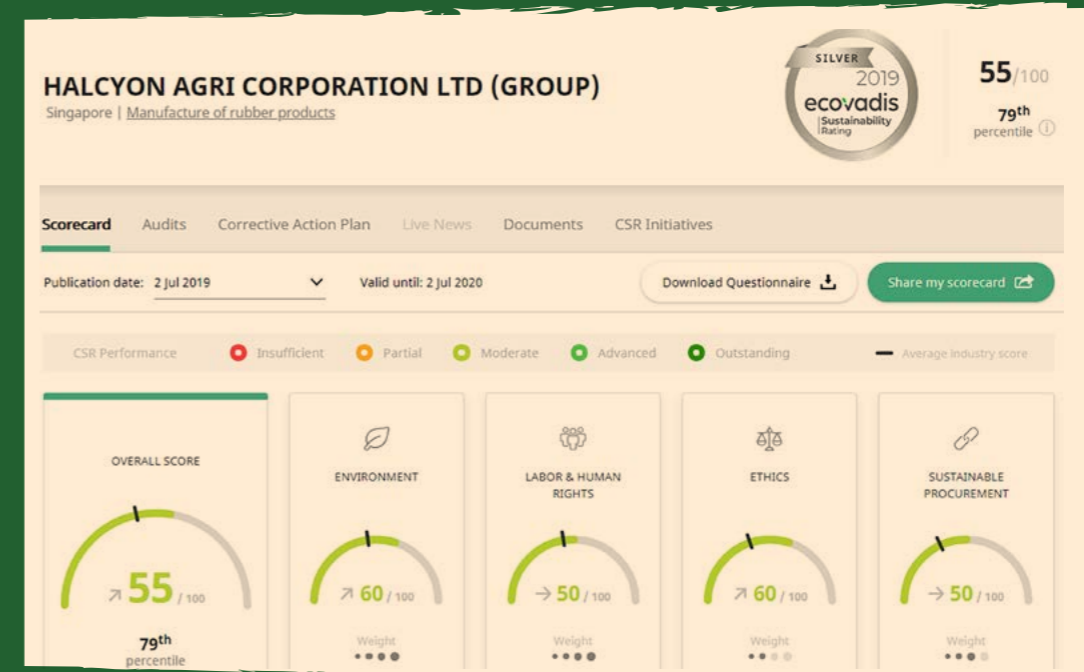 HALCYON AGRI CORPORATION LTD (GROUP)
Singapore | Manufacture of rubber products
SILVER
2019
ecovadis
Sustainability
Rating
55/100
79th
percentile
Scorecard Audits Corrective Action Plan Live News Documents CSR Initiatives
Publication date: 2 Jul 2019 Valid until: 2 Jul 2020 Download Questionnaire Share my scorecard
CSR Performance Insufficient Partial Moderate Advanced Outstanding Average industry score
OVERALL SCORE
55 / 100
79th
percentile
ENVIRONMENT
60 / 100
Weight
LABOR & HUMAN
RIGHTS
50 / 100
Weight
ETHICS
60 / 100
Weight
SUSTAINABLE
PROCUREMENT
50 / 100
Weight